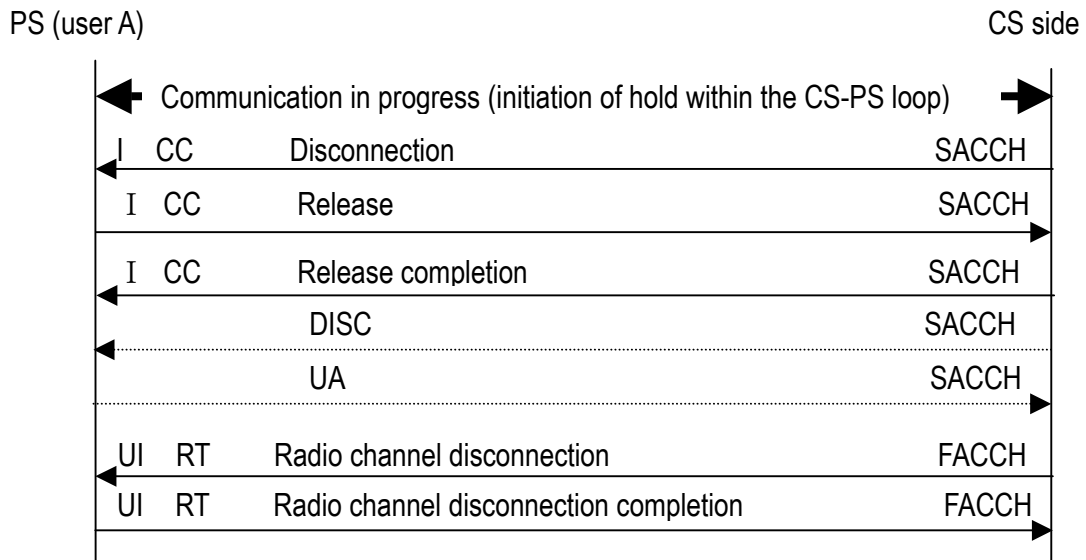 PS (user A) CS side
Communication in progress (initiation of hold within the CS-PS loop)
I CC Disconnection SACCH
I CC Release SACCH
I CC Release completion SACCH
DISC SACCH
UA SACCH
UI RT Radio channel disconnection FACCH
UI RT Radio channel disconnection completion FACCH